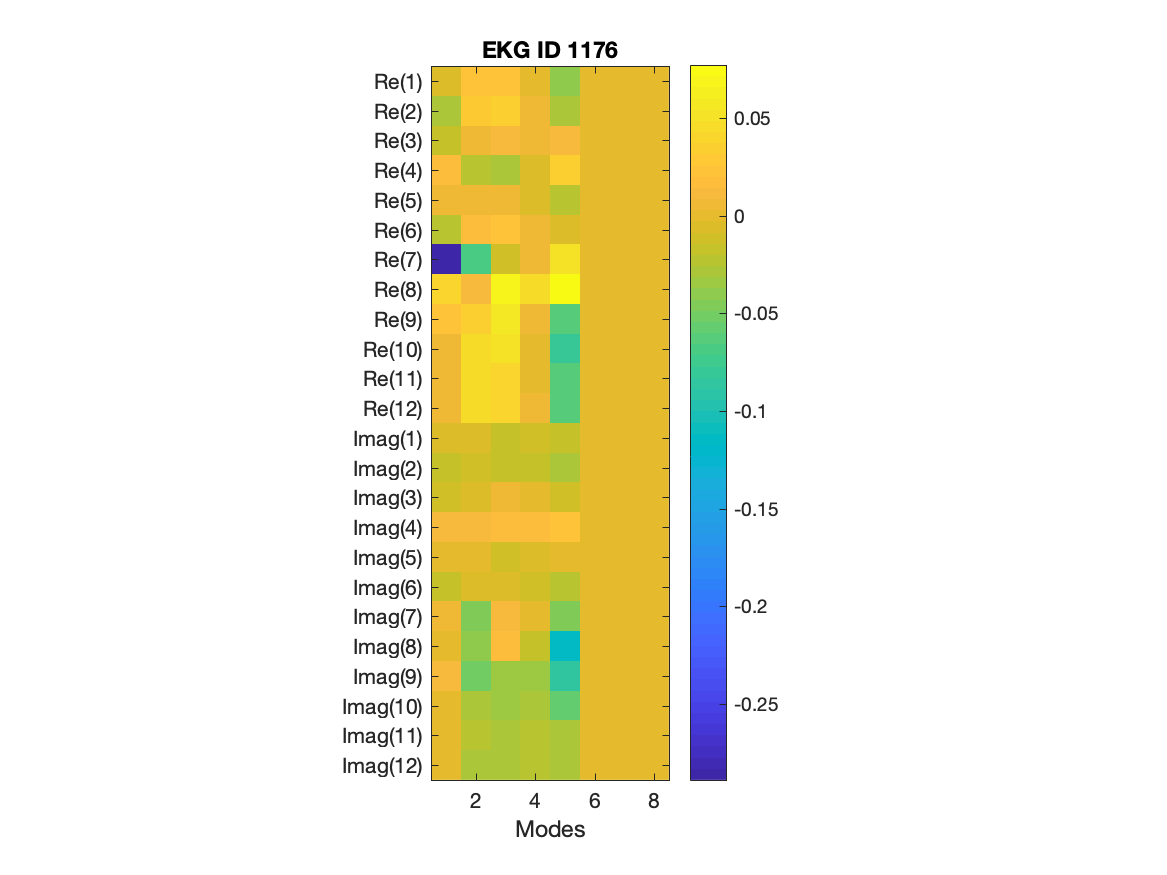 EKG ID 1176
Re(1)
Re(2)
Re(3)
Re(4)
Re(5)
Re(6)
Re(7)
Re(8)
Re(9)
Re(10)
Re(11)
Re(12)
Imag(1)
Imag(2)
Imag(3)
Imag(4)
Imag(5)
Imag(6)
Imag(7)
Imag(8)
Imag(9)
Imag(10)
Imag(11)
Imag(12)
2 4 6 8
Modes
0.05
0
-0.05
-0.1
-0.15
-0.2
-0.25